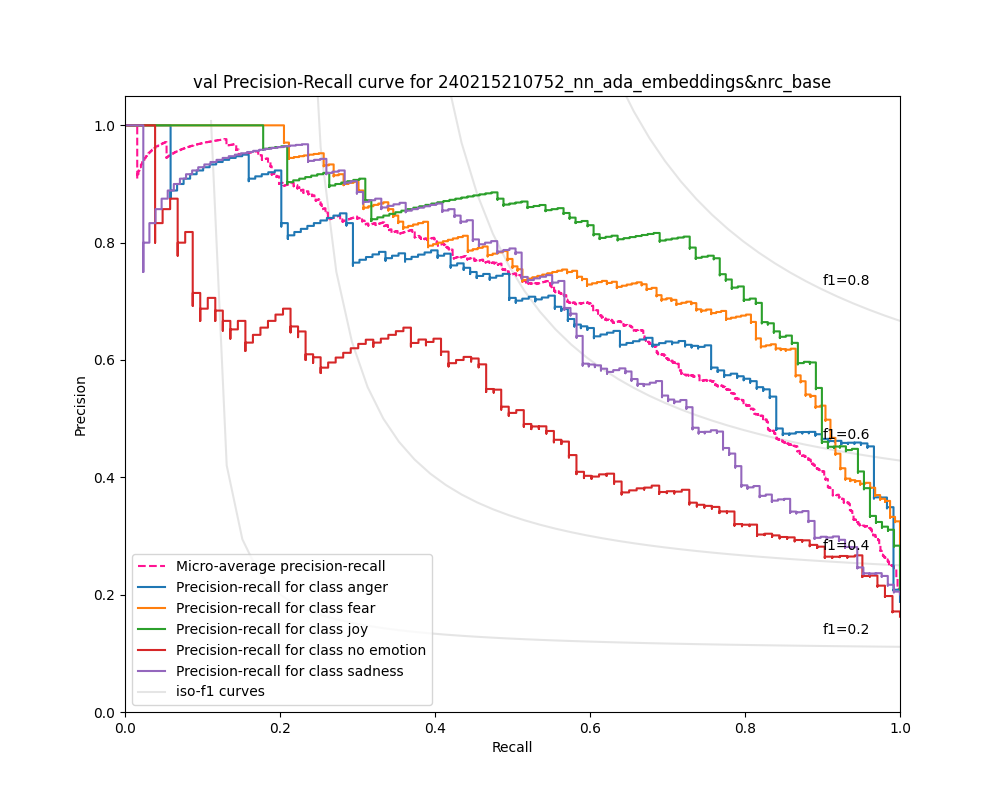 val Precision-Recall curve for 240215210752_nn_ada_embeddings&nrc_base
1.0
0.8
0.6
0.4
0.2
0.0
Precision
f1=0.8
f1=0.6
f1=0.4
f1=0.2
Micro-average precision-recall
Precision-recall for class anger
Precision-recall for class fear
Precision-recall for class joy
Precision-recall for class no emotion
Precision-recall for class sadness
iso-f1 curves
0.0 0.2 0.4 0.6 0.8 1.0
Recall